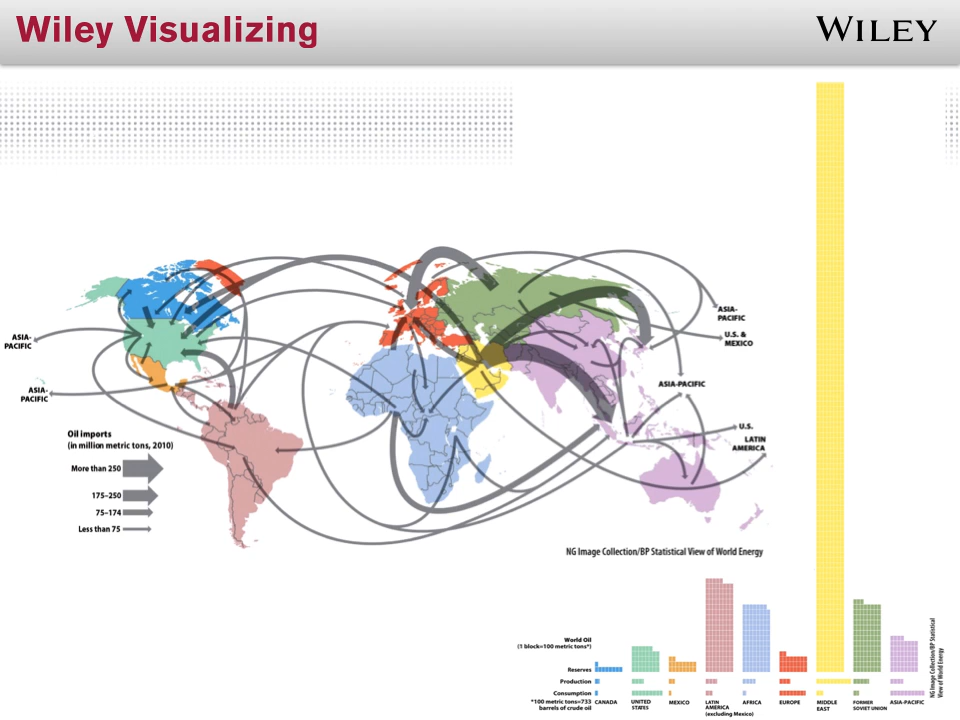 Wiley Visualizing
WILEY
ASIA-
PACIFIC
U.S. &
MEXICO
ASIA-
PACIFIC
ASIA-PACIFIC
ASIA-
PACIFIC
U.S.
LATIN
AMERICA
Oil imports
(in million metric tons, 2010)
More than 250
175–250
75–174
Less than 75
NG Image Collection/BP Statistical View of World Energy
World Oil
(1 block=100 metric tons*)
Reserves
Production
Consumption
*100 metric tons=733
barrels of crude oil
CANADA
UNITED
STATES
MEXICO
LATIN
AMERICA
(excluding Mexico)
AFRICA
EUROPE
MIDDLE
EAST
FORMER
SOVIET UNION
ASIA-PACIFIC
NG Image Collection/BP Statistical
View of World Energy